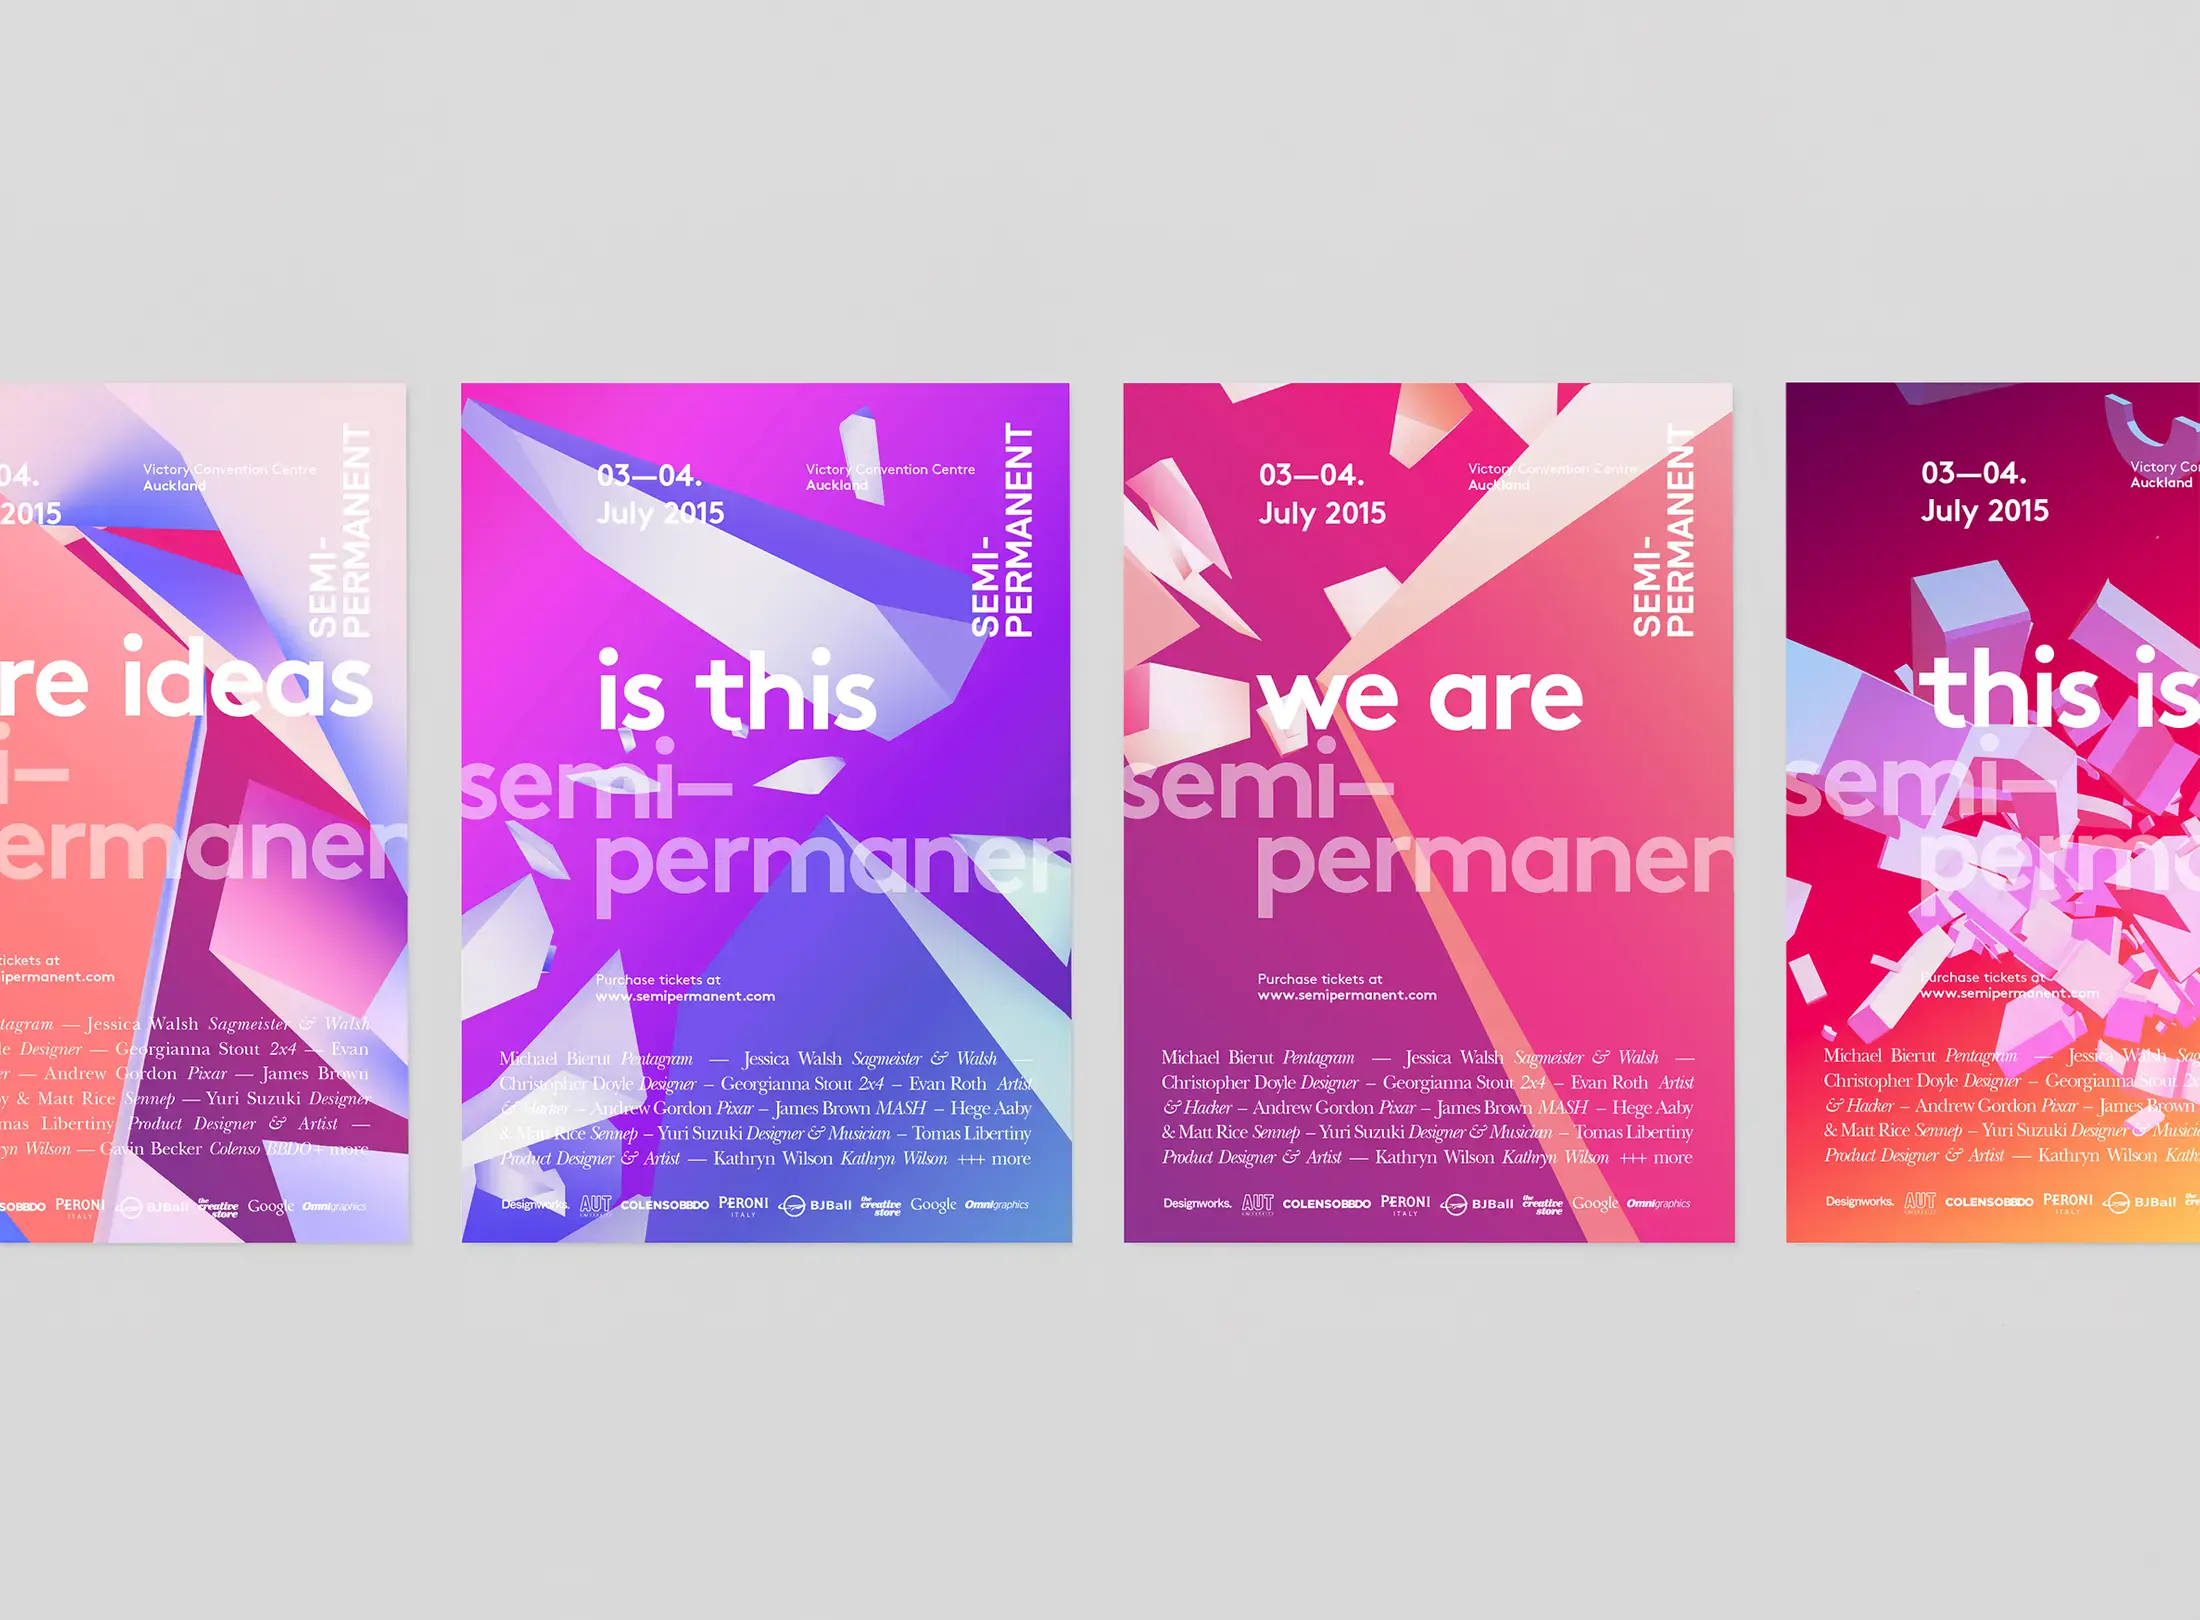 04.
2015
Victory Convention Centre
Auckland
SEMI-
PERMANENT
re ideas
i–
ermanen
tickets at
ipermanent.com
tagram — Jessica Walsh Sagmeister & Walsh
le Designer — Georgianna Stout 2x4 — Evan
er — Andrew Gordon Pixar — James Brown
y & Matt Rice Sennep — Yuri Suzuki Designer
mas Libertiny Product Designer & Artist —
yn Wilson — Gavin Becker Colenso BBDO + more
SOBBDO PERONI ITALY BJBall the creative store Google Omnigraphics
03—04.
July 2015
Victory Convention Centre
Auckland
SEMI-
PERMANENT
is this
semi–
permanen
Purchase tickets at
www.semipermanent.com
Michael Bierut Pentagram — Jessica Walsh Sagmeister & Walsh —
Christopher Doyle Designer – Georgianna Stout 2x4 – Evan Roth Artist
& Hacker – Andrew Gordon Pixar – James Brown MASH – Hege Aaby
& Matt Rice Sennep – Yuri Suzuki Designer & Musician – Tomas Libertiny
Product Designer & Artist — Kathryn Wilson Kathryn Wilson +++ more
Designworks. AUT COLENSOBBDO PERONI ITALY BJBall the creative store Google Omnigraphics
03—04.
July 2015
Victory Convention Centre
Auckland
SEMI-
PERMANENT
we are
semi–
permanen
Purchase tickets at
www.semipermanent.com
Michael Bierut Pentagram — Jessica Walsh Sagmeister & Walsh —
Christopher Doyle Designer – Georgianna Stout 2x4 – Evan Roth Artist
& Hacker – Andrew Gordon Pixar – James Brown MASH – Hege Aaby
& Matt Rice Sennep – Yuri Suzuki Designer & Musician – Tomas Libertiny
Product Designer & Artist — Kathryn Wilson Kathryn Wilson +++ more
Designworks. AUT COLENSOBBDO PERONI ITALY BJBall the creative store Google Omnigraphics
03—04.
July 2015
Victory Co
Auckland
this is
semi–
perma
Purchase tickets at
www.semipermanent.com
Michael Bierut Pentagram — Jessica Walsh Sag
Christopher Doyle Designer – Georgianna Stout 2x
& Hacker – Andrew Gordon Pixar – James Brown
& Matt Rice Sennep – Yuri Suzuki Designer & Musici
Product Designer & Artist — Kathryn Wilson Kath
Designworks. AUT COLENSOBBDO PERONI ITALY BJBall